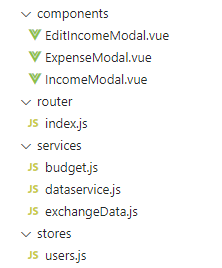 components
EditIncomeModal.vue
ExpenseModal.vue
IncomeModal.vue
router
JS index.js
services
JS budget.js
JS dataservice.js
JS exchangeData.js
stores
JS users.js